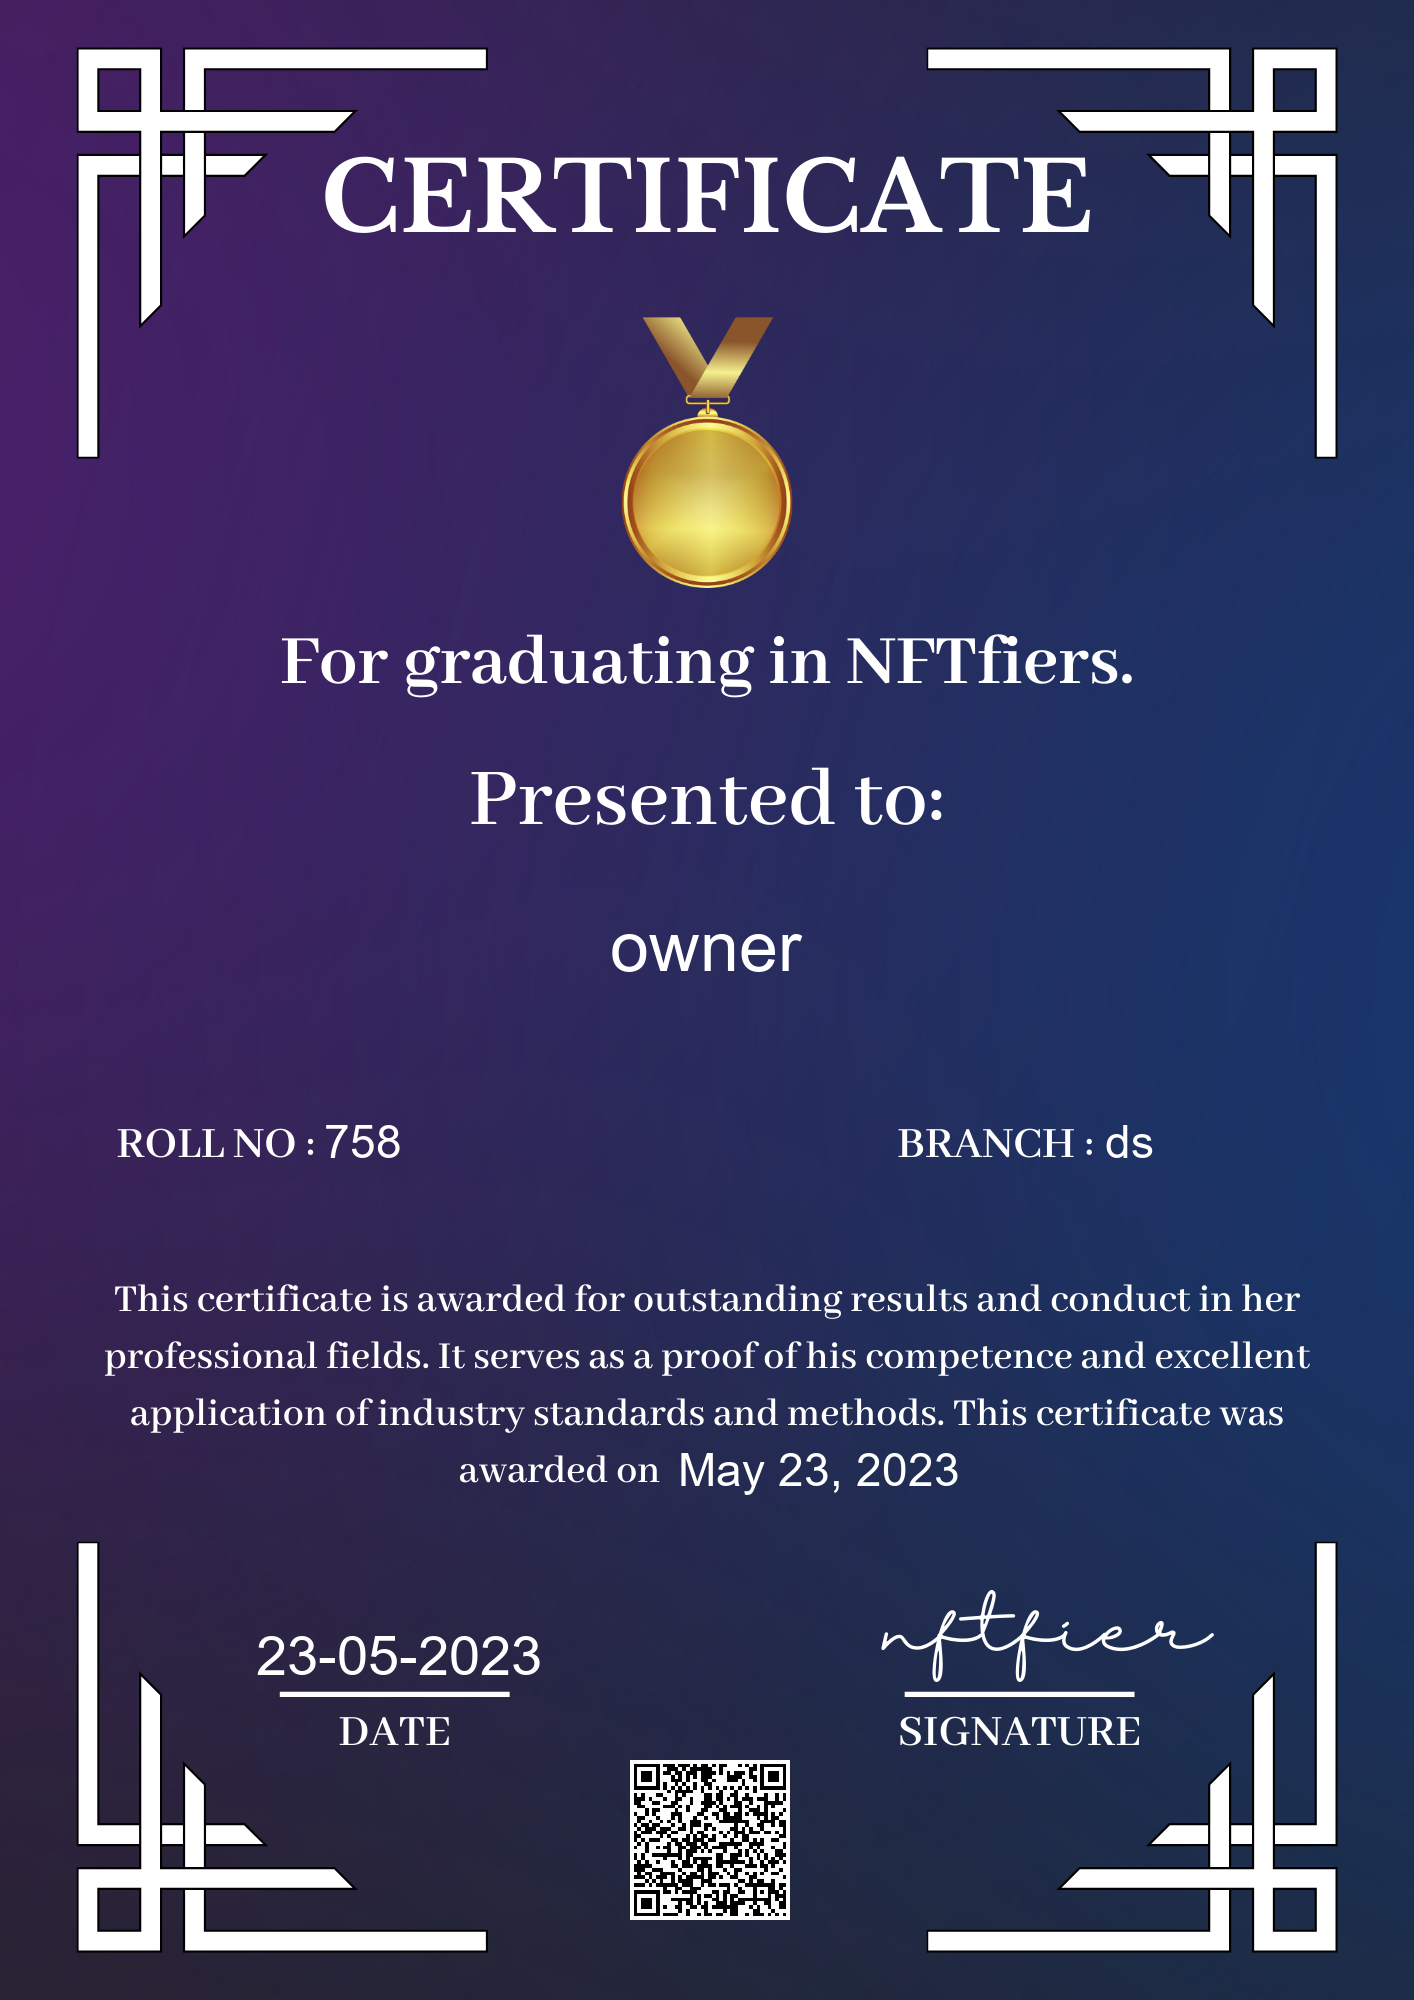 CERTIFICATE
For graduating in NFTfiers.
Presented to:
owner
ROLL NO : 758
BRANCH : ds
This certificate is awarded for outstanding results and conduct in her
professional fields. It serves as a proof of his competence and excellent
application of industry standards and methods. This certificate was
awarded on May 23, 2023
23-05-2023
DATE
nftfier
SIGNATURE